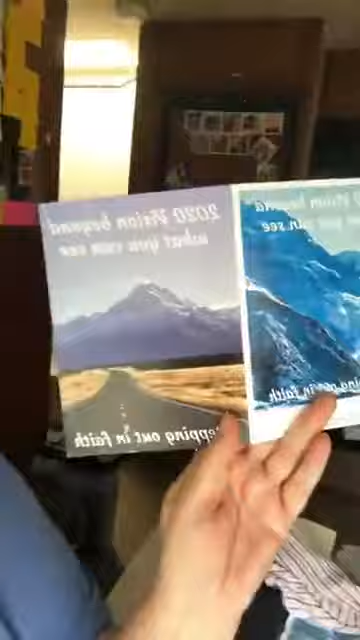 2020 Vision beyond
what you can see
stepping out in faith
Vision beyond
you can see
in faith